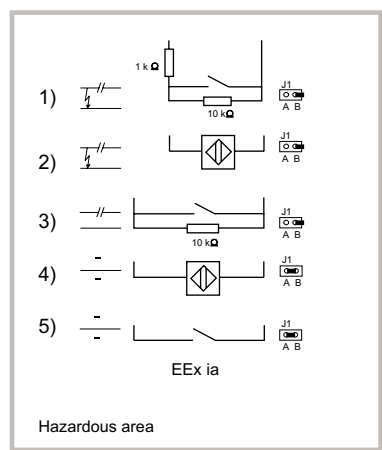 1 kΩ
J1
1)
A B
10 kΩ
J1
2)
A B
J1
3)
A B
10 kΩ
J1
4)
A B
J1
5)
A B
EEx ia
Hazardous area